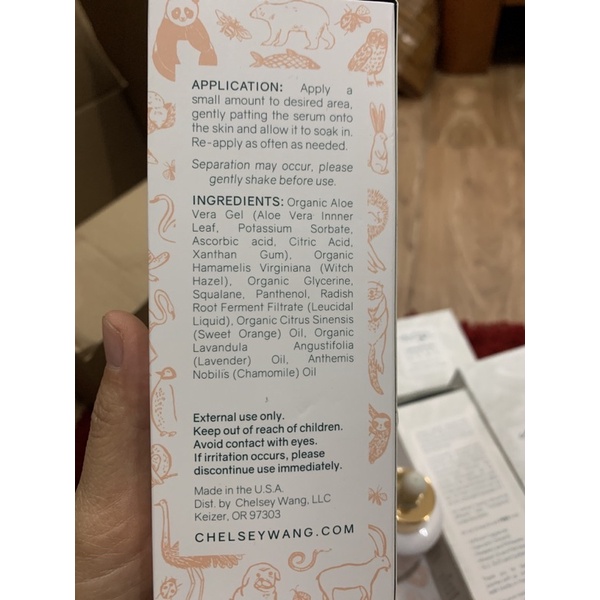 APPLICATION: Apply a
small amount to desired area,
gently patting the serum onto
the skin and allow it to soak in.
Re-apply as often as needed.
Separation may occur, please
gently shake before use.
INGREDIENTS: Organic Aloe
Vera Gel (Aloe Vera Innner
Leaf, Potassium Sorbate,
Ascorbic acid, Citric Acid,
Xanthan Gum), Organic
Hamamelis Virginiana (Witch
Hazel), Organic Glycerine,
Squalane, Panthenol, Radish
Root Ferment Filtrate (Leucidal
Liquid), Organic Citrus Sinensis
(Sweet Orange) Oil, Organic
Lavandula Angustifolia
(Lavender) Oil, Anthemis
Nobilis (Chamomile) Oil
External use only.
Keep out of reach of children.
Avoid contact with eyes.
If irritation occurs, please
discontinue use immediately.
Made in the U.S.A.
Dist. by Chelsey Wang, LLC
Keizer, OR 97303
CHELSEYWANG.COM